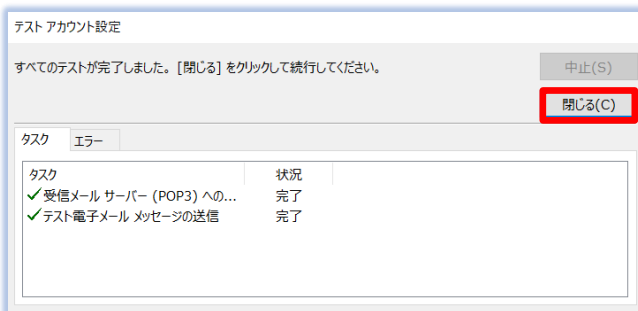 テスト アカウント設定
すべてのテストが完了しました。[閉じる] をクリックして続行してください。
中止(S)
閉じる(C)
タスク エラー
タスク 状況
受信メール サーバー (POP3) への... 完了
テスト電子メール メッセージの送信 完了